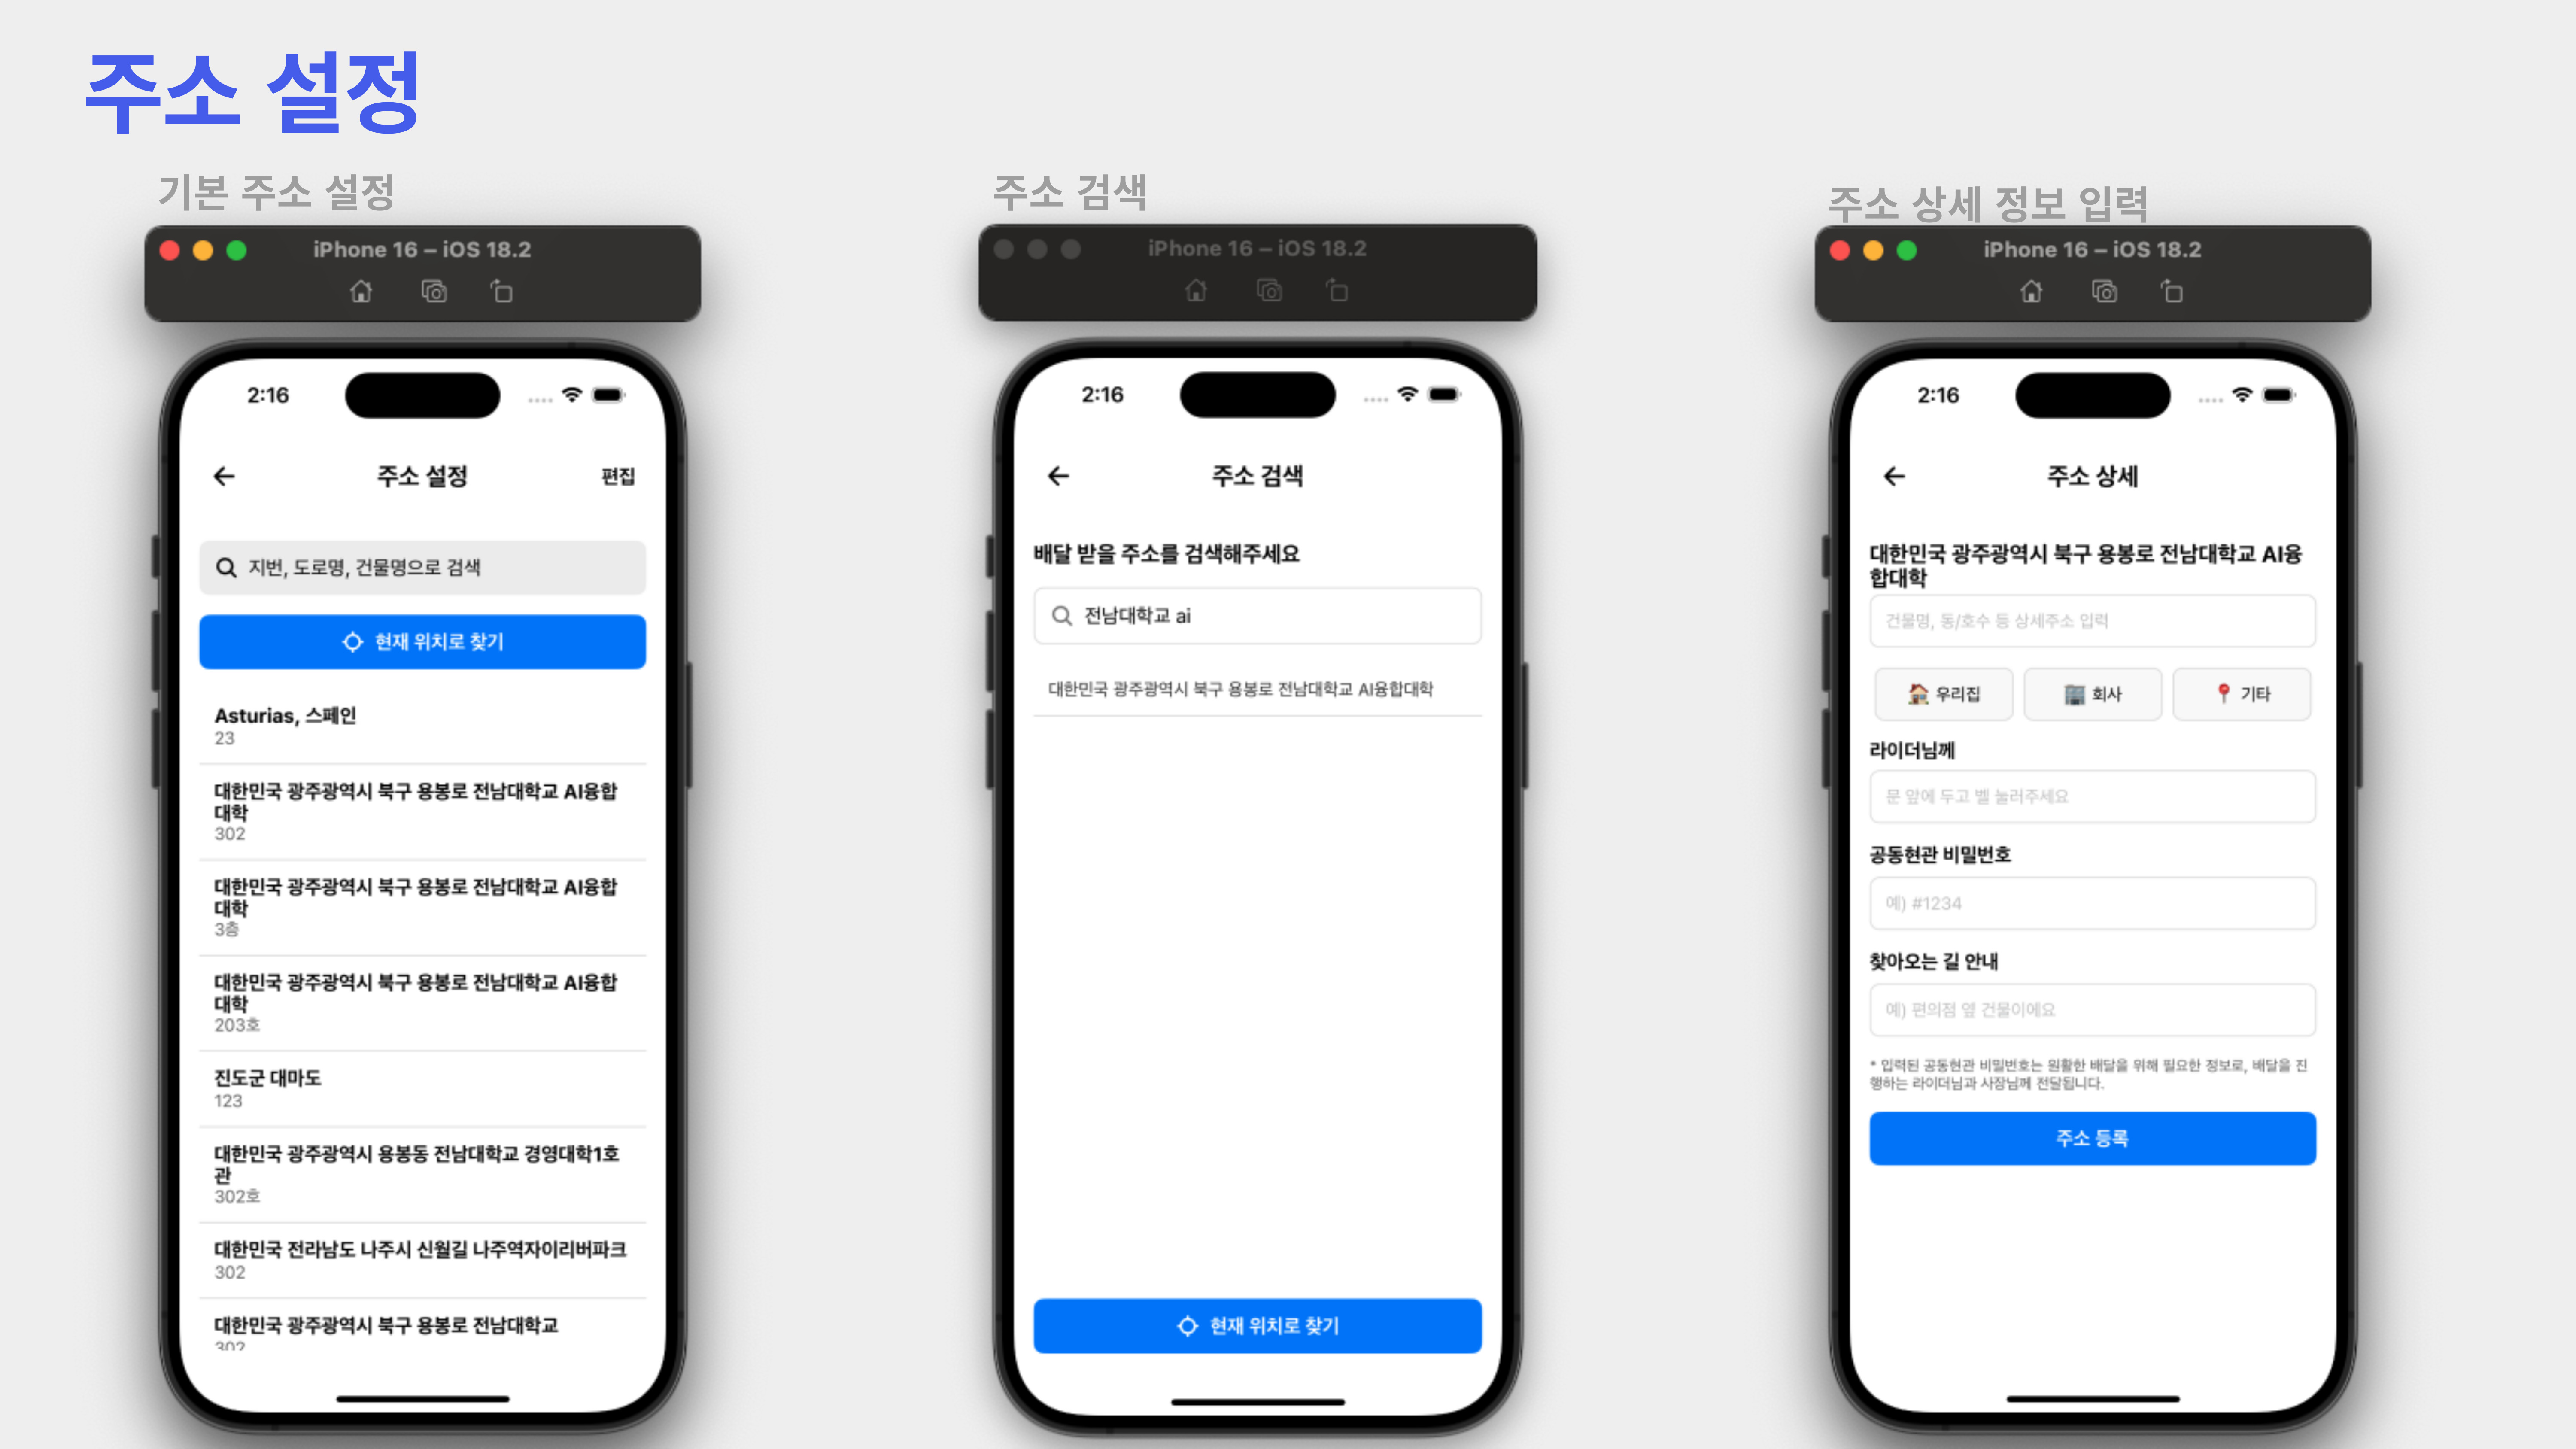 주소 설정
기본 주소 설정
iPhone 16 – iOS 18.2
2:16
주소 설정
편집
지번, 도로명, 건물명으로 검색
현재 위치로 찾기
Asturias, 스페인
23
대한민국 광주광역시 북구 용봉로 전남대학교 AI융합
대학
302
대한민국 광주광역시 북구 용봉로 전남대학교 AI융합
대학
3층
대한민국 광주광역시 북구 용봉로 전남대학교 AI융합
대학
203호
진도군 대마도
123
대한민국 광주광역시 용봉동 전남대학교 경영대학1호
관
302호
대한민국 전라남도 나주시 신월길 나주역자이리버파크
302
대한민국 광주광역시 북구 용봉로 전남대학교
302
주소 검색
iPhone 16 – iOS 18.2
2:16
주소 검색
배달 받을 주소를 검색해주세요
전남대학교 ai
대한민국 광주광역시 북구 용봉로 전남대학교 AI융합대학
현재 위치로 찾기
주소 상세 정보 입력
iPhone 16 – iOS 18.2
2:16
주소 상세
대한민국 광주광역시 북구 용봉로 전남대학교 AI융
합대학
건물명, 동/호수 등 상세주소 입력
우리집
회사
기타
라이더님께
문 앞에 두고 벨 눌러주세요
공동현관 비밀번호
예) #1234
찾아오는 길 안내
예) 편의점 옆 건물이에요
* 입력된 공동현관 비밀번호는 원활한 배달을 위해 필요한 정보로, 배달을 진
행하는 라이더님과 사장님께 전달됩니다.
주소 등록